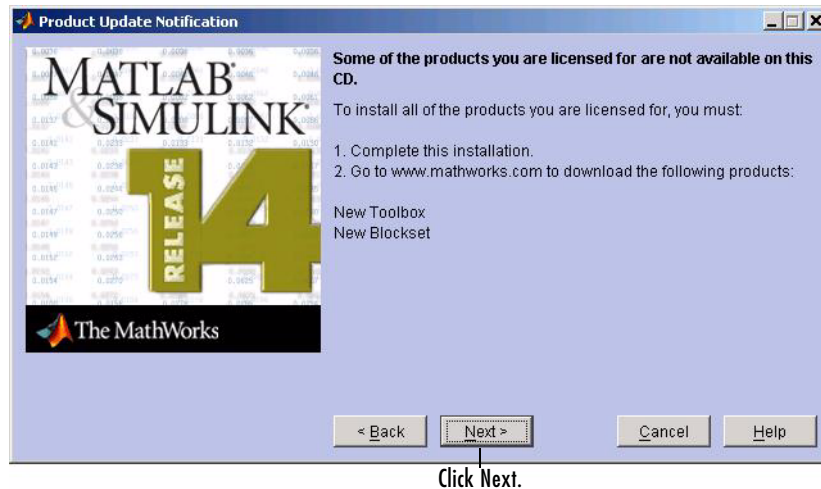 Product Update Notification
MATLAB®
&SIMULINK®
RELEASE
14
The MathWorks
Some of the products you are licensed for are not available on this
CD.
To install all of the products you are licensed for, you must:
1. Complete this installation.
2. Go to www.mathworks.com to download the following products:
New Toolbox
New Blockset
< Back
Next >
Cancel
Help
Click Next.